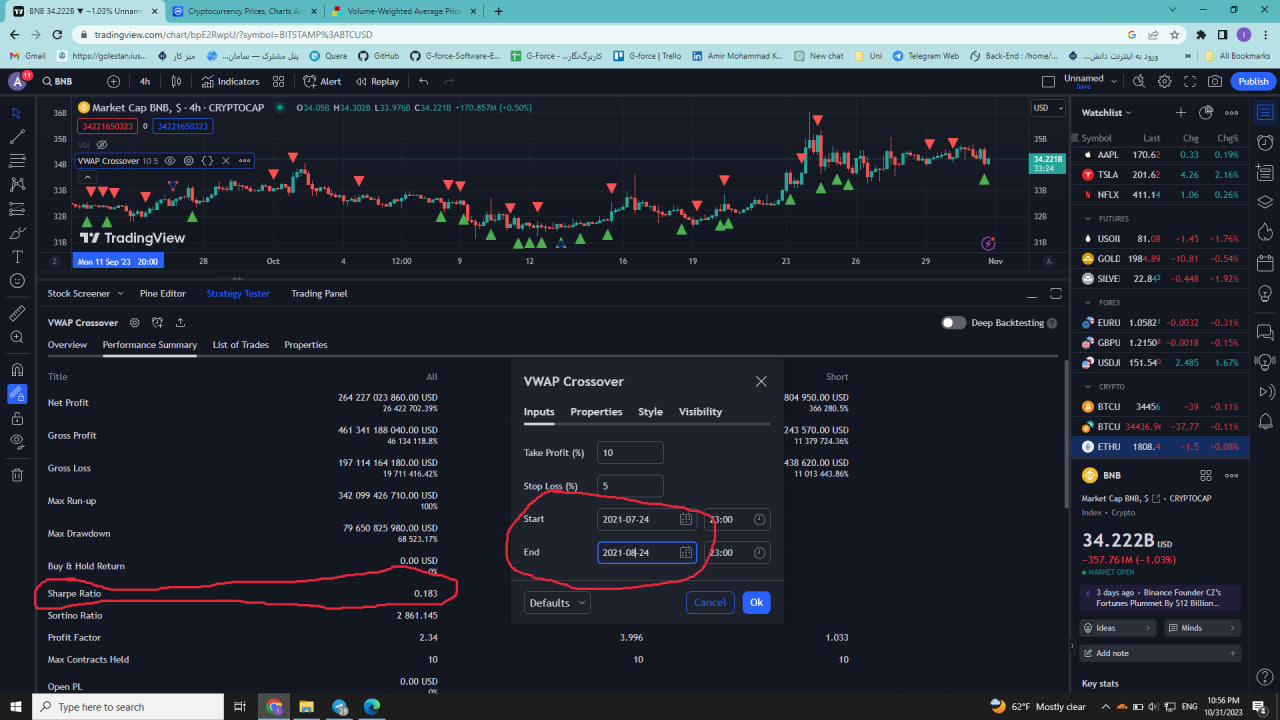 BNB 34.222B ▼ −1.03% Unnam
Cryptocurrency Prices, Charts A
Volume-Weighted Average Price
tradingview.com/chart/bpE2RwpU/?symbol=BITSTAMP%3ABTCUSD
Gmail
https://golestan.ius...
میز کار
پنل مشترک — سامان...
Quera
GitHub
G-force-Software-E...
G-Force - کاربرگ‌نگار...
G-force | Trello
Amir Mohammad K...
New chat
Uni
Telegram Web
Back-End : /home/...
ورود به اینترنت دانش...
»
All Bookmarks
A 11
BNB
4h
Indicators
Alert
Replay
Unnamed
Save
Publish
Market Cap BNB, $ · 4h · CRYPTOCAP
O34.05B H34.302B L33.976B C34.221B +170.857M (+0.50%)
34221650323 0 34221650323
Vol
VWAP Crossover 10 5
TradingView
USD
36B
35B
34.221B
33:24
33B
32B
31B
36B
35B
34B
33B
32B
31B
Z
Mon 11 Sep '23 20:00
28
Oct
4
12:00
9
12:00
16
19
23
26
29
Nov
A
Stock Screener
Pine Editor
Strategy Tester
Trading Panel
VWAP Crossover
Deep Backtesting
Overview
Performance Summary
List of Trades
Properties
Title
All
Short
Net Profit
264 227 023 860.00 USD
26 422 702.39%
804 950.00 USD
366 280.5%
Gross Profit
461 341 188 040.00 USD
46 134 118.8%
243 570.00 USD
11 379 724.36%
Gross Loss
197 114 164 180.00 USD
19 711 416.42%
438 620.00 USD
11 013 443.86%
Max Run-up
342 099 426 710.00 USD
100%
Max Drawdown
79 650 825 980.00 USD
68 523.17%
Buy & Hold Return
0.00 USD
0%
Sharpe Ratio
0.183
Sortino Ratio
2 861.145
Profit Factor
2.34
3.996
1.033
Max Contracts Held
10
10
10
Open PL
0.00 USD
0%
VWAP Crossover
Inputs
Properties
Style
Visibility
Take Profit (%)
10
Stop Loss (%)
5
Start
2021-07-24
23:00
End
2021-08-24
23:00
Defaults
Cancel
Ok
Watchlist
Symbol Last Chg Chg%
AAPL 170.62 0.33 0.19%
TSLA 201.62 4.26 2.16%
NFLX 411.14 1.06 0.26%
FUTURES
USOIL 81.08 −1.45 −1.76%
GOLD 1984.89 −10.81 −0.54%
SILVE 22.842 −0.448 −1.92%
FOREX
EURU 1.05821 −0.0032 −0.31%
GBPU 1.21508 −0.0018 −0.15%
USDJ 151.540 2.485 1.67%
CRYPTO
BTCU 34456 −39 −0.11%
BTCU 34436.96 −37.77 −0.11%
ETHU 1808.4 −1.5 −0.08%
BNB
Market Cap BNB, $ · CRYPTOCAP
Index · Crypto
34.222B USD
−357.761M (−1.03%)
MARKET OPEN
3 days ago · Binance Founder CZ's
Fortunes Plummet By $12 Billion...
Ideas
Minds
Add note
Key stats
Type here to search
28
62°F Mostly clear
ENG
10:56 PM
10/31/2023
4